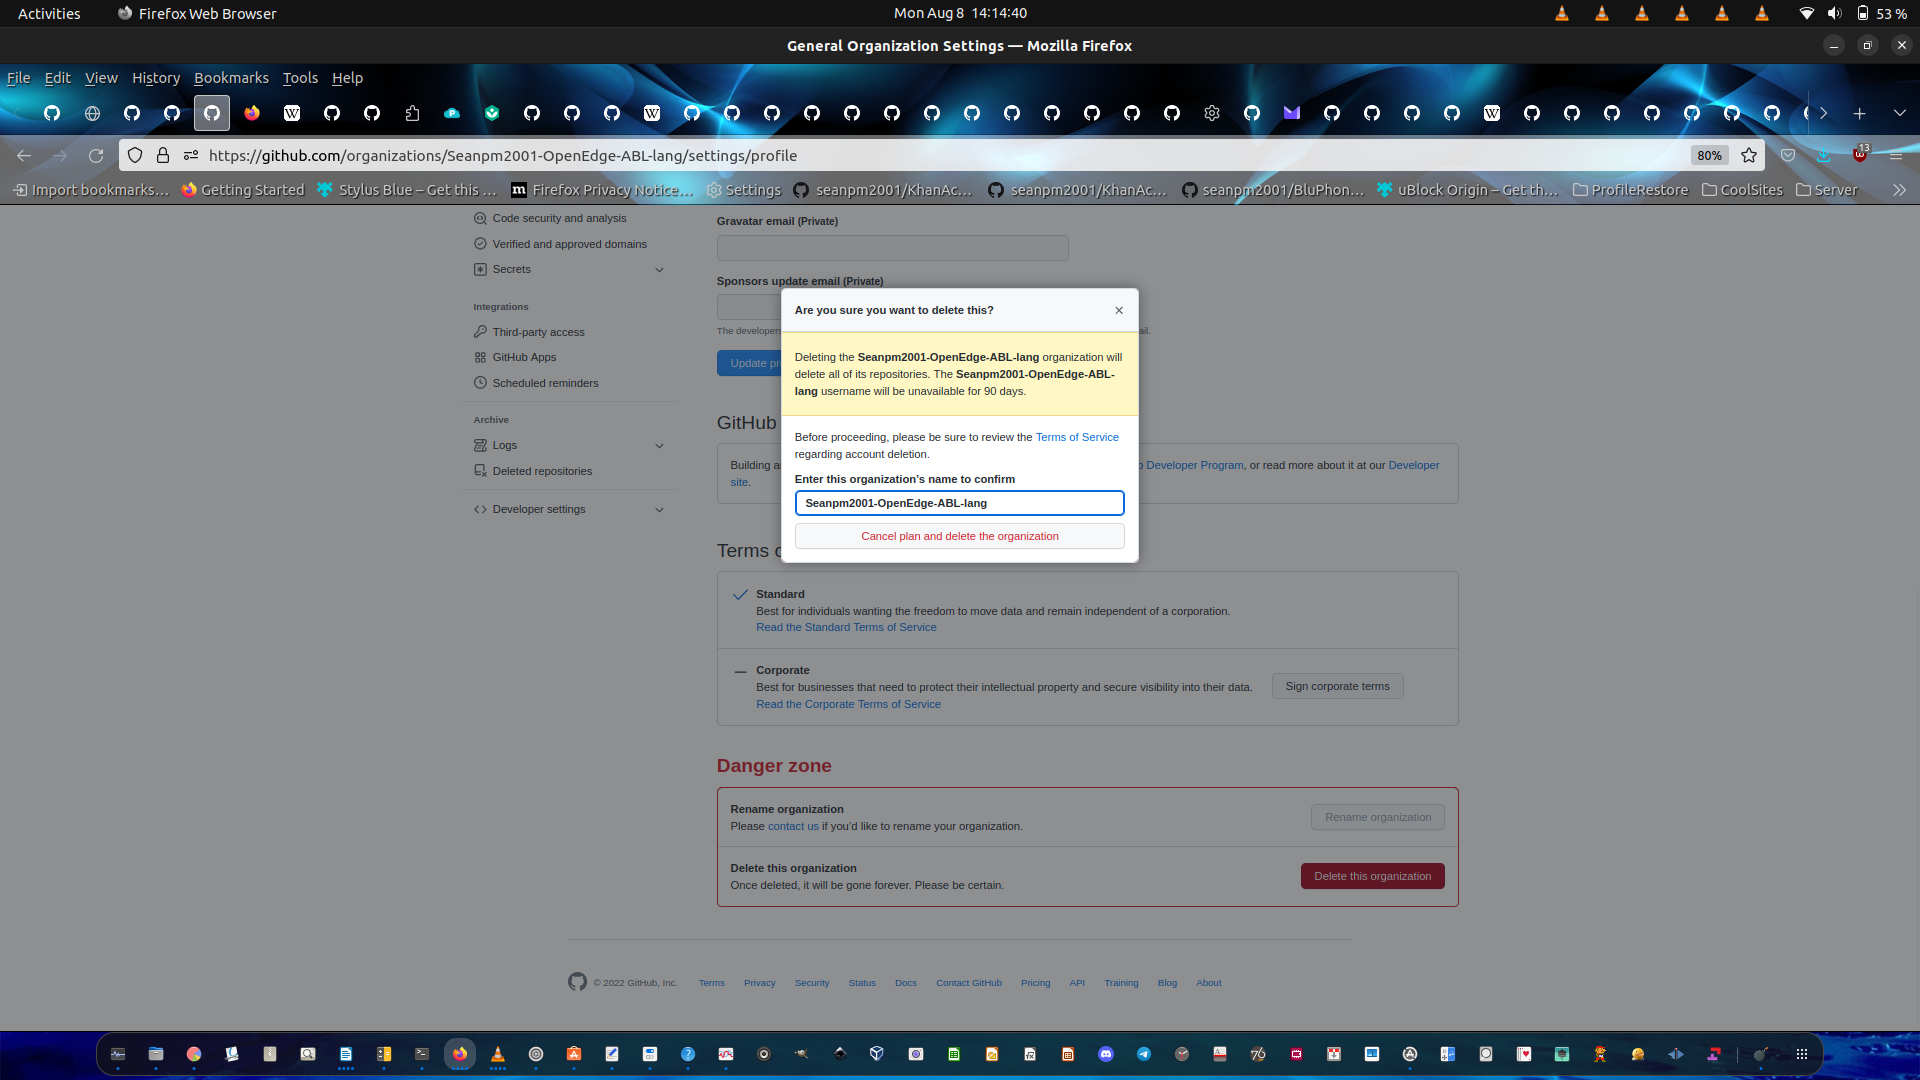 Activities
Firefox Web Browser
Mon Aug 8 14:14:40
53 %
General Organization Settings — Mozilla Firefox
File Edit View History Bookmarks Tools Help
https://github.com/organizations/Seanpm2001-OpenEdge-ABL-lang/settings/profile
80%
13
Import bookmarks…
Getting Started
Stylus Blue – Get this …
Firefox Privacy Notice…
Settings
seanpm2001/KhanAc…
seanpm2001/KhanAc…
seanpm2001/BluPhon…
uBlock Origin – Get th…
ProfileRestore
CoolSites
Server
Code security and analysis
Verified and approved domains
Secrets
Integrations
Third-party access
GitHub Apps
Scheduled reminders
Archive
Logs
Deleted repositories
Developer settings
Gravatar email (Private)
Sponsors update email (Private)
The developer
ail.
Update pr
Are you sure you want to delete this?
Deleting the Seanpm2001-OpenEdge-ABL-lang organization will
delete all of its repositories. The Seanpm2001-OpenEdge-ABL-
lang username will be unavailable for 90 days.
Before proceeding, please be sure to review the Terms of Service
regarding account deletion.
Enter this organization's name to confirm
Seanpm2001-OpenEdge-ABL-lang
Cancel plan and delete the organization
GitHub
Building a
Developer Program, or read more about it at our Developer
site.
Terms o
Standard
Best for individuals wanting the freedom to move data and remain independent of a corporation.
Read the Standard Terms of Service
Corporate
Best for businesses that need to protect their intellectual property and secure visibility into their data.
Read the Corporate Terms of Service
Sign corporate terms
Danger zone
Rename organization
Please contact us if you'd like to rename your organization.
Rename organization
Delete this organization
Once deleted, it will be gone forever. Please be certain.
Delete this organization
© 2022 GitHub, Inc.
Terms
Privacy
Security
Status
Docs
Contact GitHub
Pricing
API
Training
Blog
About